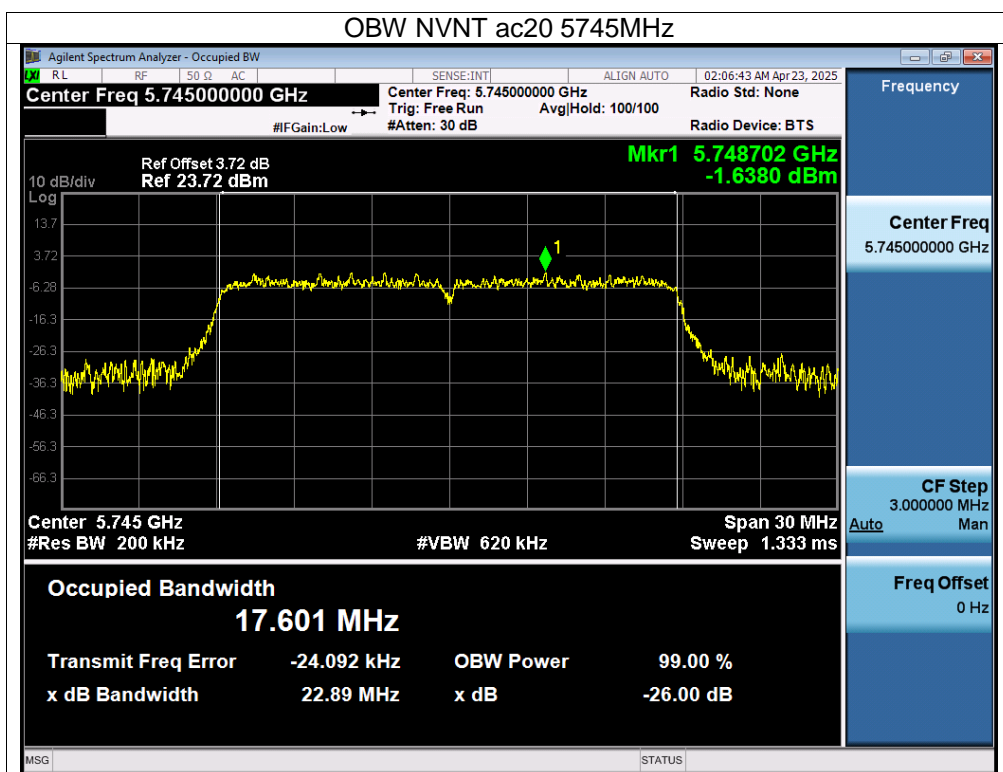 OBW NVNT ac20 5745MHz
Agilent Spectrum Analyzer - Occupied BW
LXI RL RF 50 Ω AC SENSE:INT ALIGN AUTO 02:06:43 AM Apr 23, 2025
Center Freq 5.745000000 GHz
Center Freq: 5.745000000 GHz
Radio Std: None
Trig: Free Run Avg|Hold: 100/100
#IFGain:Low #Atten: 30 dB Radio Device: BTS
Frequency
Mkr1 5.748702 GHz
-1.6380 dBm
Ref Offset 3.72 dB
10 dB/div Ref 23.72 dBm
Log
13.7
3.72
-6.28
-16.3
-26.3
-36.3
-46.3
-56.3
-66.3
1
Center 5.745 GHz Span 30 MHz
#Res BW 200 kHz #VBW 620 kHz Sweep 1.333 ms
Center Freq
5.745000000 GHz
CF Step
3.000000 MHz
Auto Man
Freq Offset
0 Hz
Occupied Bandwidth
17.601 MHz
Transmit Freq Error -24.092 kHz OBW Power 99.00 %
x dB Bandwidth 22.89 MHz x dB -26.00 dB
MSG STATUS